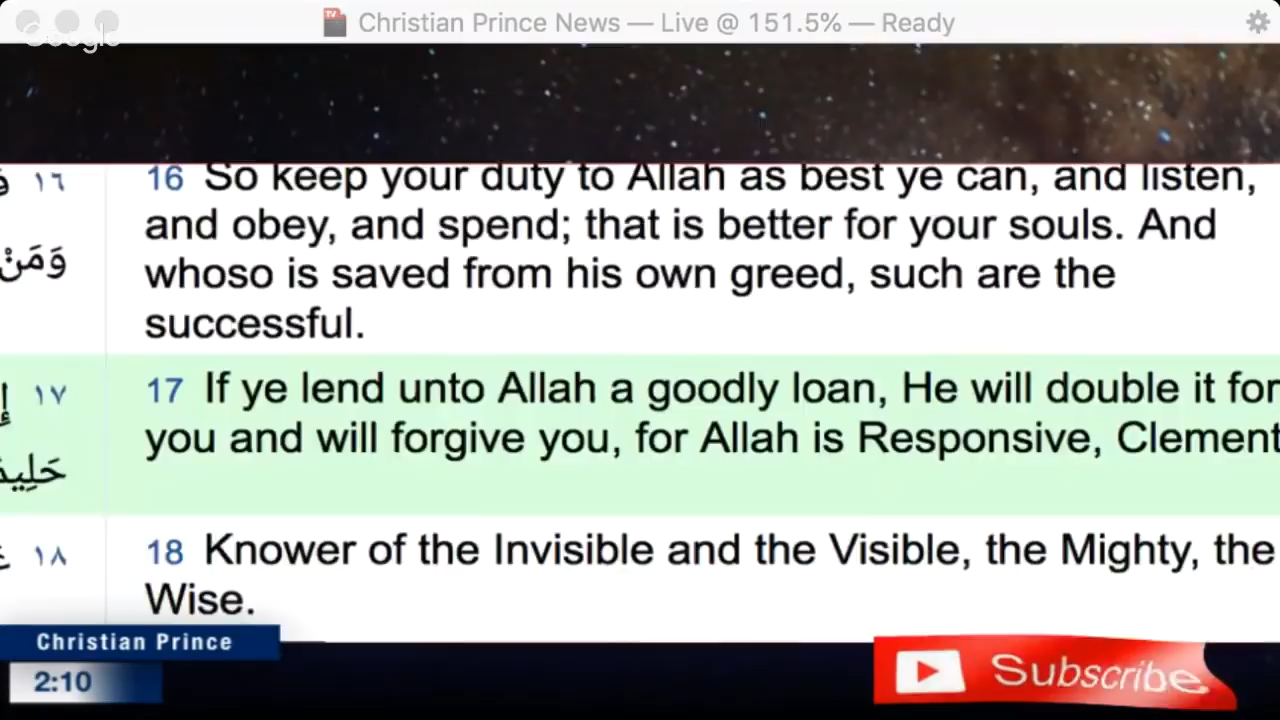 Christian Prince News — Live @ 151.5% — Ready
Google
١٦
16 So keep your duty to Allah as best ye can, and listen,
and obey, and spend; that is better for your souls. And
وَمَنْ
whoso is saved from his own greed, such are the
successful.
١٧
17 If ye lend unto Allah a goodly loan, He will double it for
you and will forgive you, for Allah is Responsive, Clement
١٨
18 Knower of the Invisible and the Visible, the Mighty, the
Wise.
Christian Prince
2:10
Subscribe